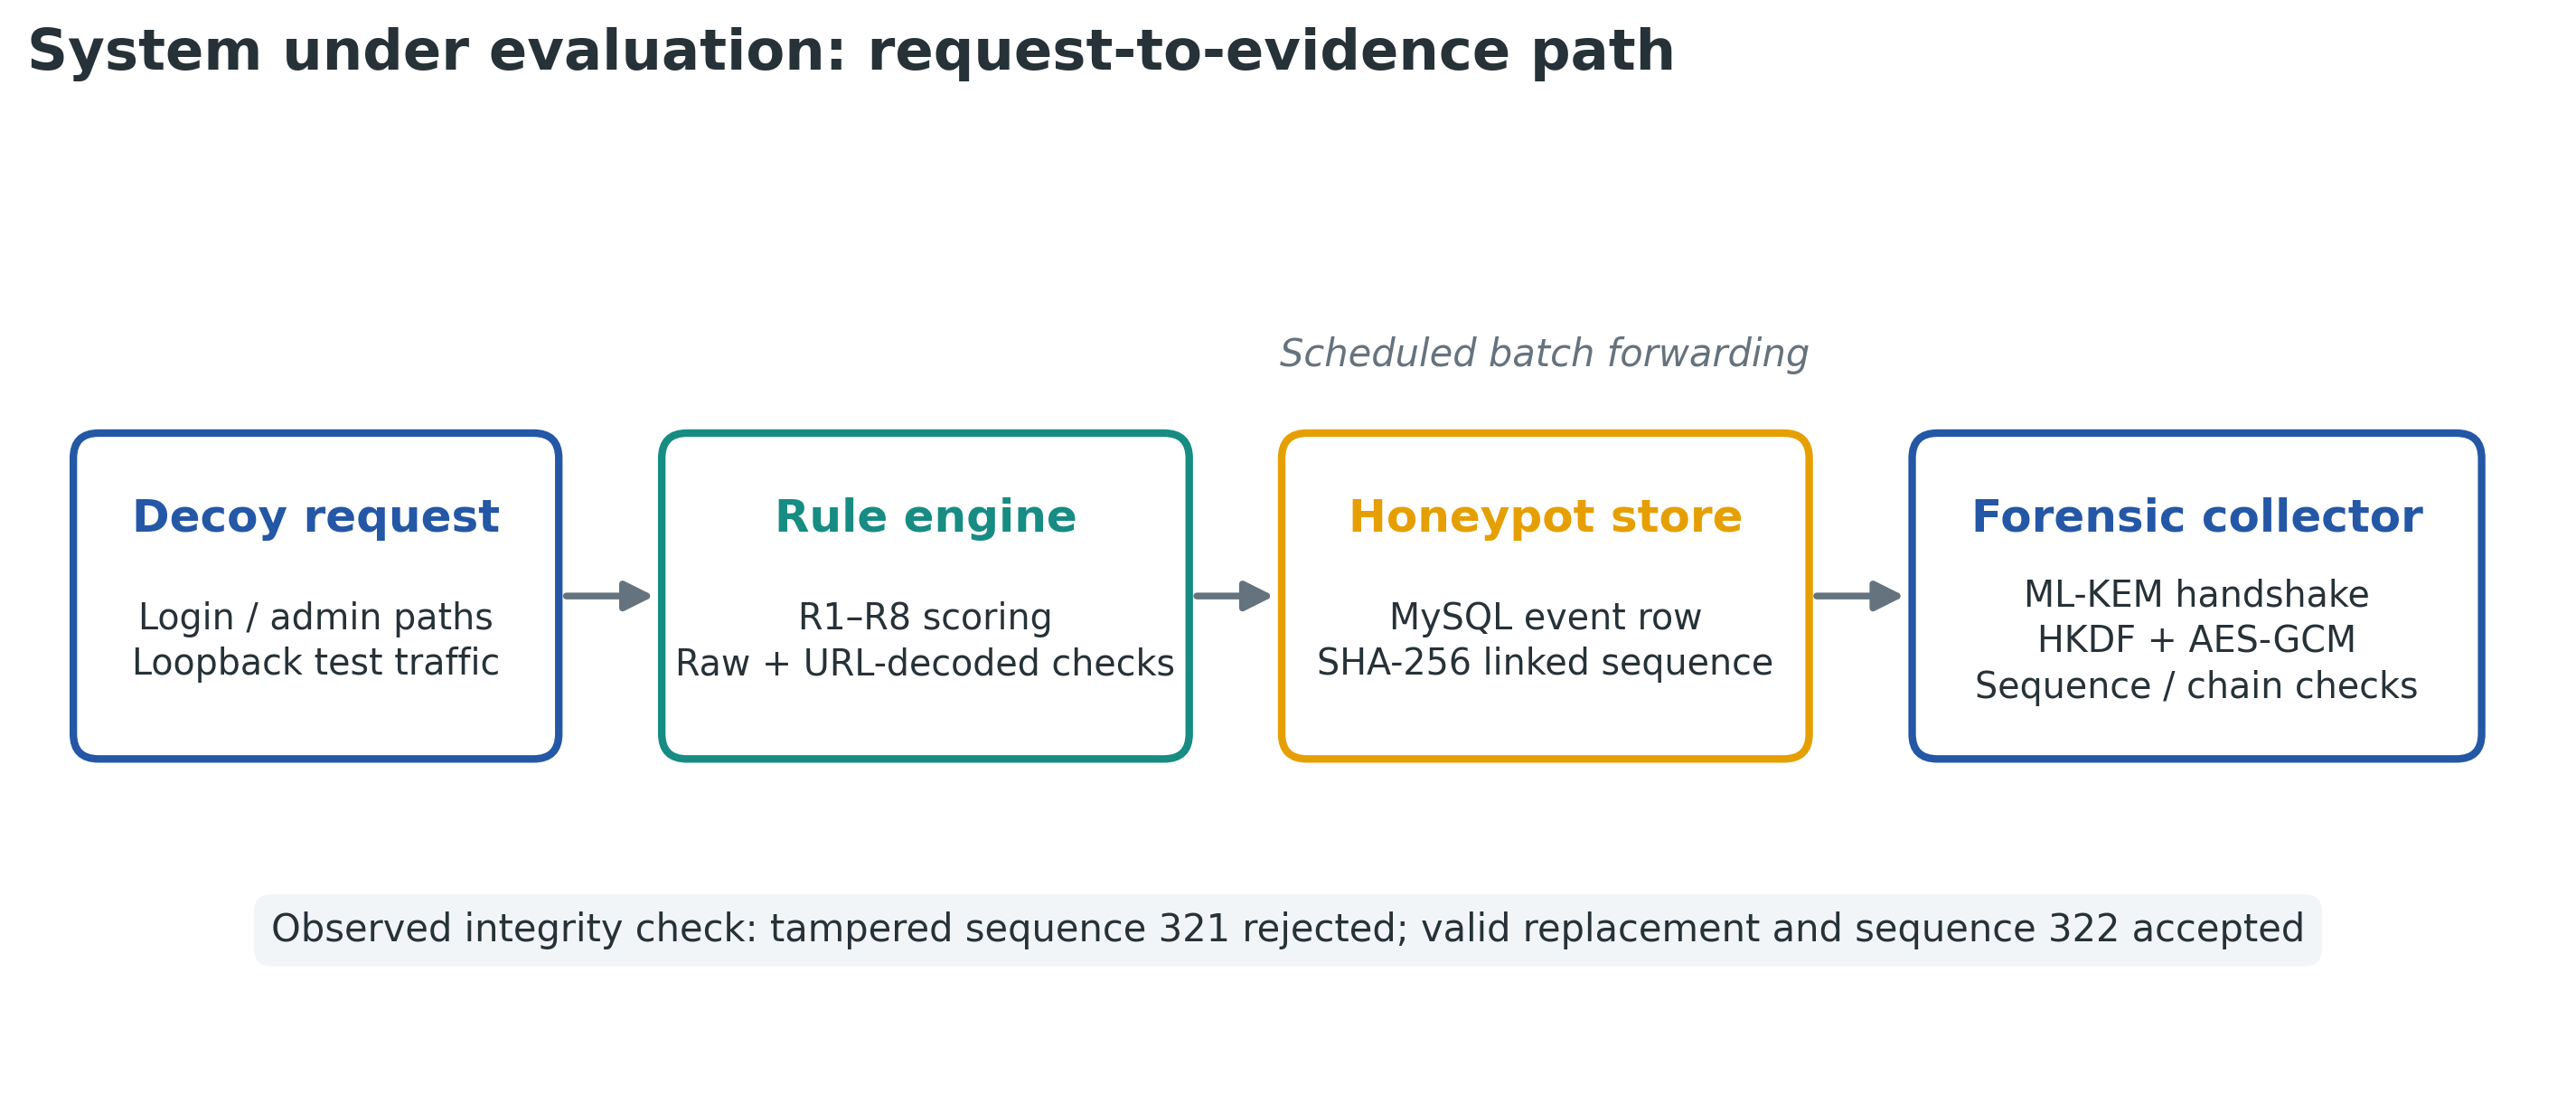 System under evaluation: request-to-evidence path
Scheduled batch forwarding
Decoy request
Login / admin paths
Loopback test traffic
Rule engine
R1–R8 scoring
Raw + URL-decoded checks
Honeypot store
MySQL event row
SHA-256 linked sequence
Forensic collector
ML-KEM handshake
HKDF + AES-GCM
Sequence / chain checks
Observed integrity check: tampered sequence 321 rejected; valid replacement and sequence 322 accepted